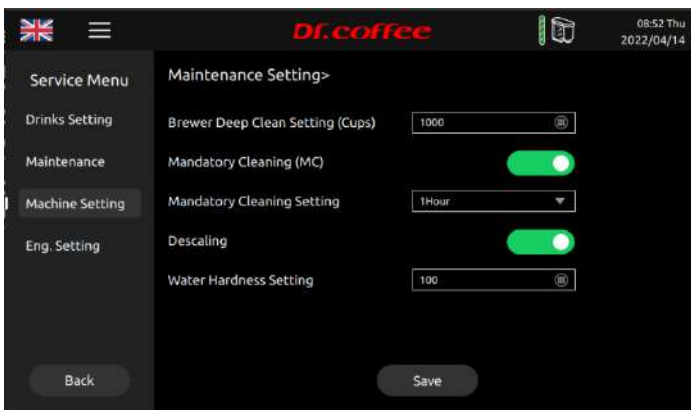 Dr.coffee
08:52 Thu
2022/04/14
Service Menu
Drinks Setting
Maintenance
Machine Setting
Eng. Setting
Back
Maintenance Setting>
Brewer Deep Clean Setting (Cups) 1000
Mandatory Cleaning (MC)
Mandatory Cleaning Setting 1Hour
Descaling
Water Hardness Setting 100
Save